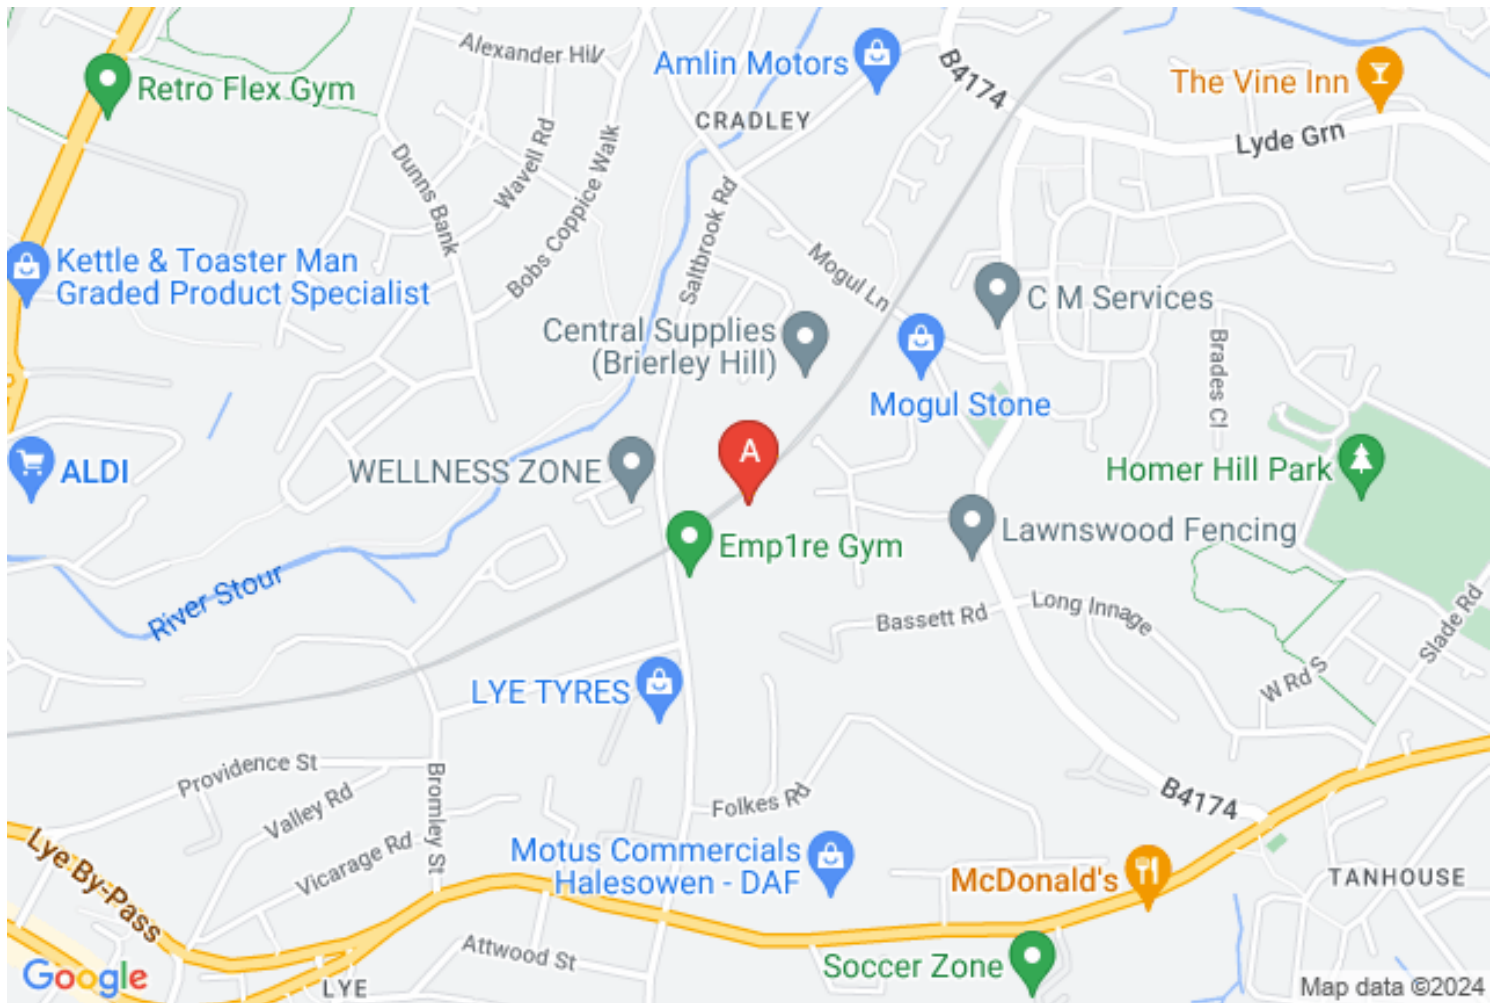 Alexander Hil
Amlin Motors
B4174
The Vine Inn
Retro Flex Gym
CRADLEY
Lyde Grn
Wavell Rd
Dunns Bank
Bobs Coppice Walk
Saltbrook Rd
Kettle & Toaster Man
Graded Product Specialist
Mogul Ln
C M Services
Central Supplies
(Brierley Hill)
Brades Cl
Mogul Stone
A
ALDI
WELLNESS ZONE
Homer Hill Park
Lawnswood Fencing
Emp1re Gym
River Stour
Bassett Rd
Long Innage
Slade Rd
W Rd S
LYE TYRES
Providence St
Valley Rd
Bromley St
Folkes Rd
B4174
Lye By-Pass
Vicarage Rd
Motus Commercials
Halesowen - DAF
McDonald's
TANHOUSE
Attwood St
Soccer Zone
Google
LYE
Map data ©2024